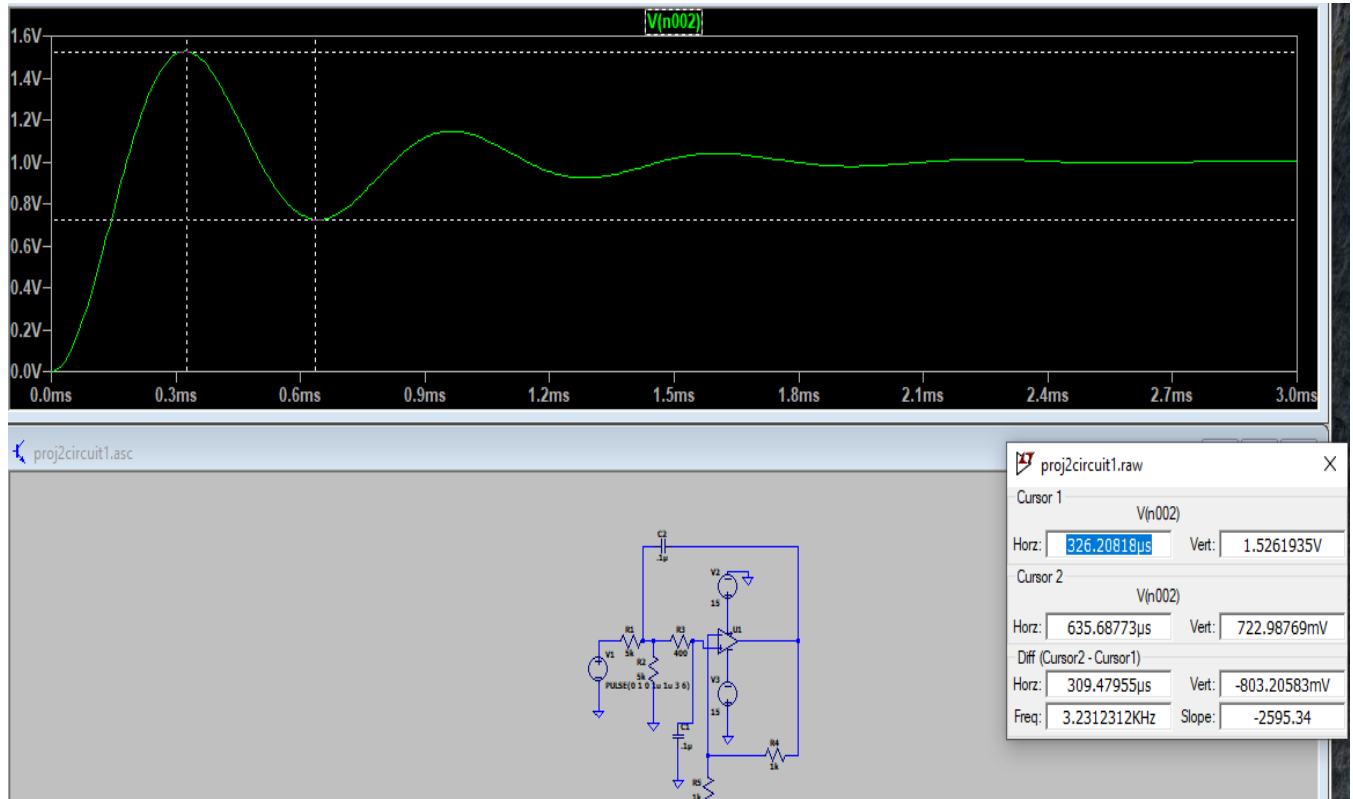 V(n002)
1.6V
1.4V
1.2V
1.0V
0.8V
0.6V
0.4V
0.2V
0.0V
0.0ms 0.3ms 0.6ms 0.9ms 1.2ms 1.5ms 1.8ms 2.1ms 2.4ms 2.7ms 3.0ms
proj2circuit1.asc
C2
.1µ
V2
15
R1
5k
R3
400
U1
V1
R2
5k
PULSE(0 1 0 1u 1u 3 6)
V3
15
C1
.1µ
R4
1k
R5
1k
proj2circuit1.raw X
Cursor 1
V(n002)
Horz: 326.20818µs Vert: 1.5261935V
Cursor 2
V(n002)
Horz: 635.68773µs Vert: 722.98769mV
Diff (Cursor2 - Cursor1)
Horz: 309.47955µs Vert: -803.20583mV
Freq: 3.2312312KHz Slope: -2595.34